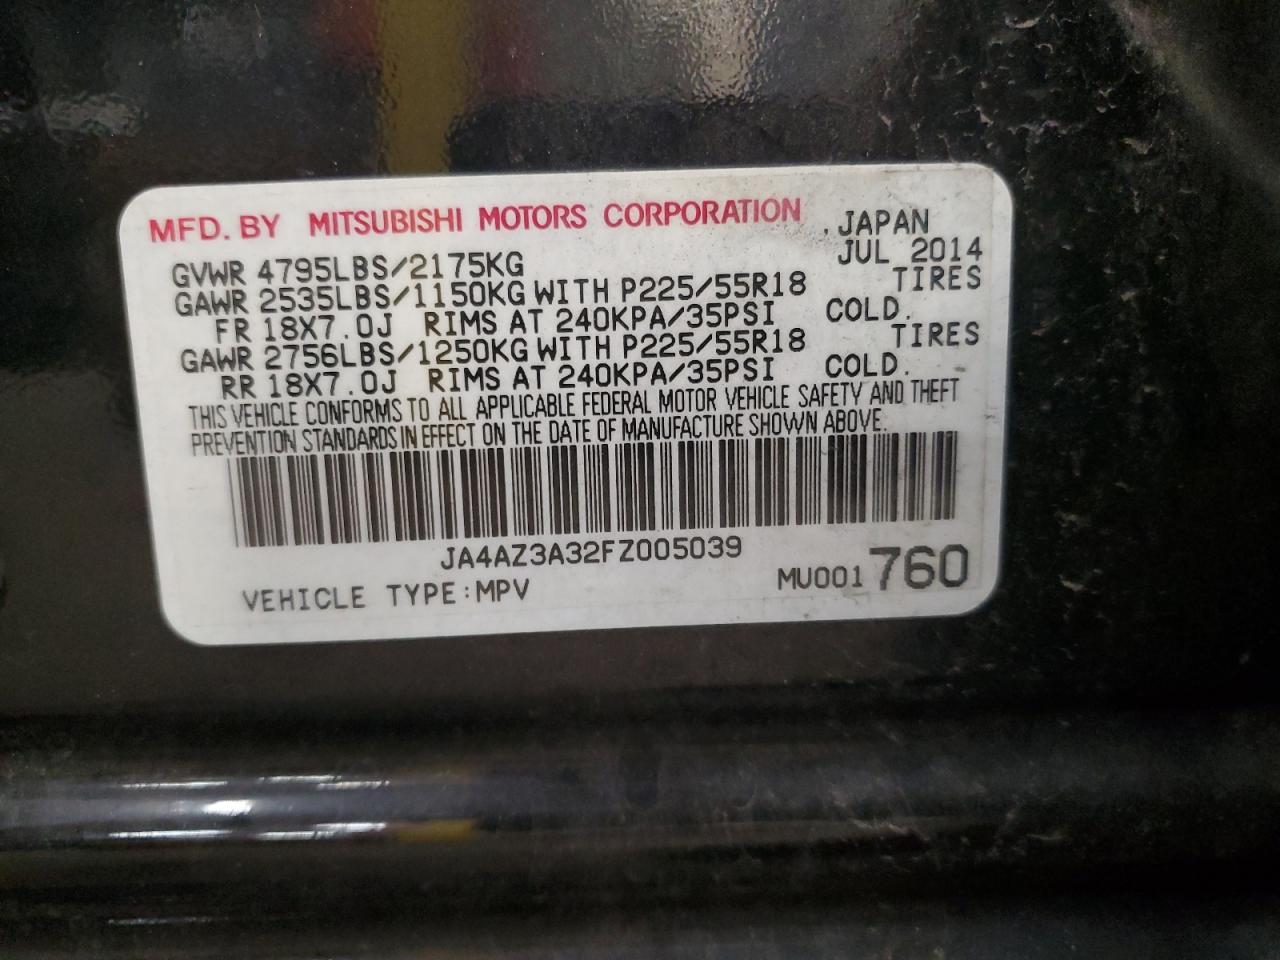 MFD. BY MITSUBISHI MOTORS CORPORATION , JAPAN
GVWR 4795LBS/2175KG JUL 2014
GAWR 2535LBS/1150KG WITH P225/55R18 TIRES
FR 18X7.0J RIMS AT 240KPA/35PSI COLD.
GAWR 2756LBS/1250KG WITH P225/55R18 TIRES
RR 18X7.0J RIMS AT 240KPA/35PSI COLD.
THIS VEHICLE CONFORMS TO ALL APPLICABLE FEDERAL MOTOR VEHICLE SAFETY AND THEFT
PREVENTION STANDARDS IN EFFECT ON THE DATE OF MANUFACTURE SHOWN ABOVE.
JA4AZ3A32FZ005039
VEHICLE TYPE:MPV MU001760